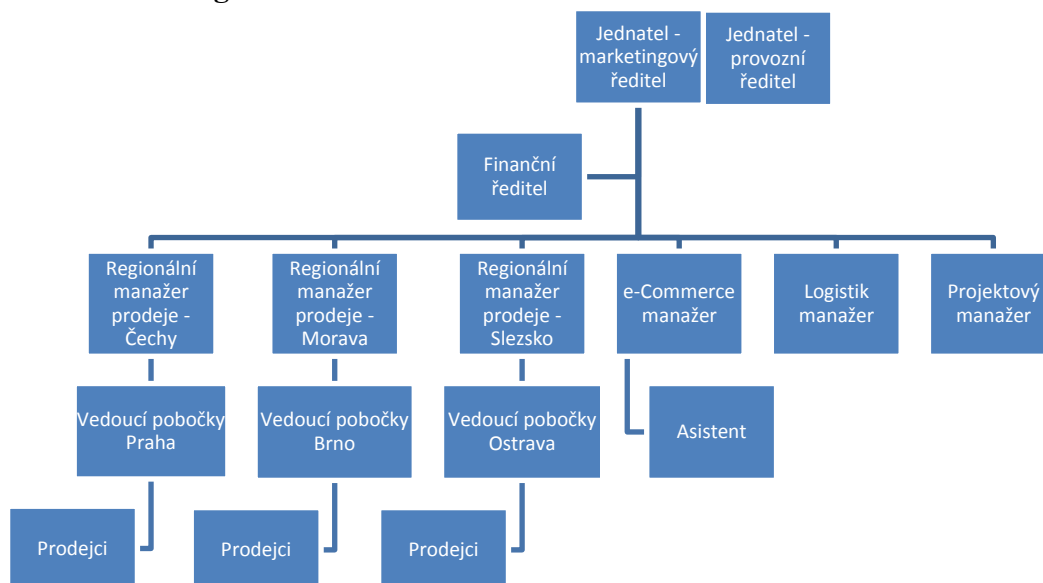 Jednatel -
marketingový
ředitel
Jednatel -
provozní
ředitel
Finanční
ředitel
Regionální
manažer
prodeje -
Čechy
Regionální
manažer
prodeje -
Morava
Regionální
manažer
prodeje -
Slezsko
e-Commerce
manažer
Logistik
manažer
Projektový
manažer
Vedoucí pobočky
Praha
Vedoucí pobočky
Brno
Vedoucí pobočky
Ostrava
Asistent
Prodejci
Prodejci
Prodejci